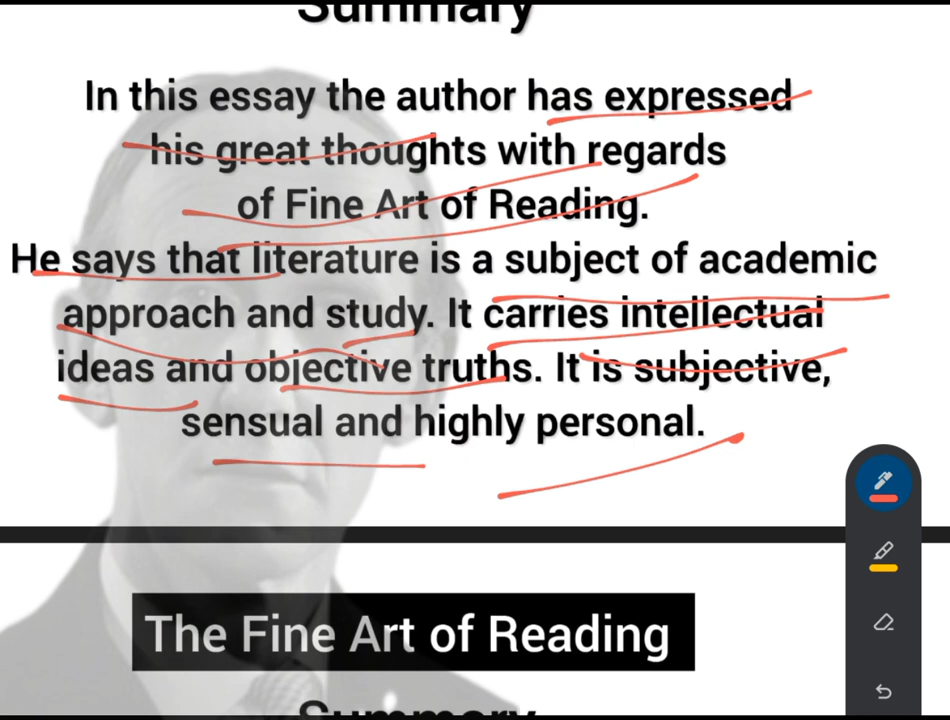 Summary
In this essay the author has expressed
his great thoughts with regards
of Fine Art of Reading.
He says that literature is a subject of academic
approach and study. It carries intellectual
ideas and objective truths. It is subjective,
sensual and highly personal.
The Fine Art of Reading
Summary